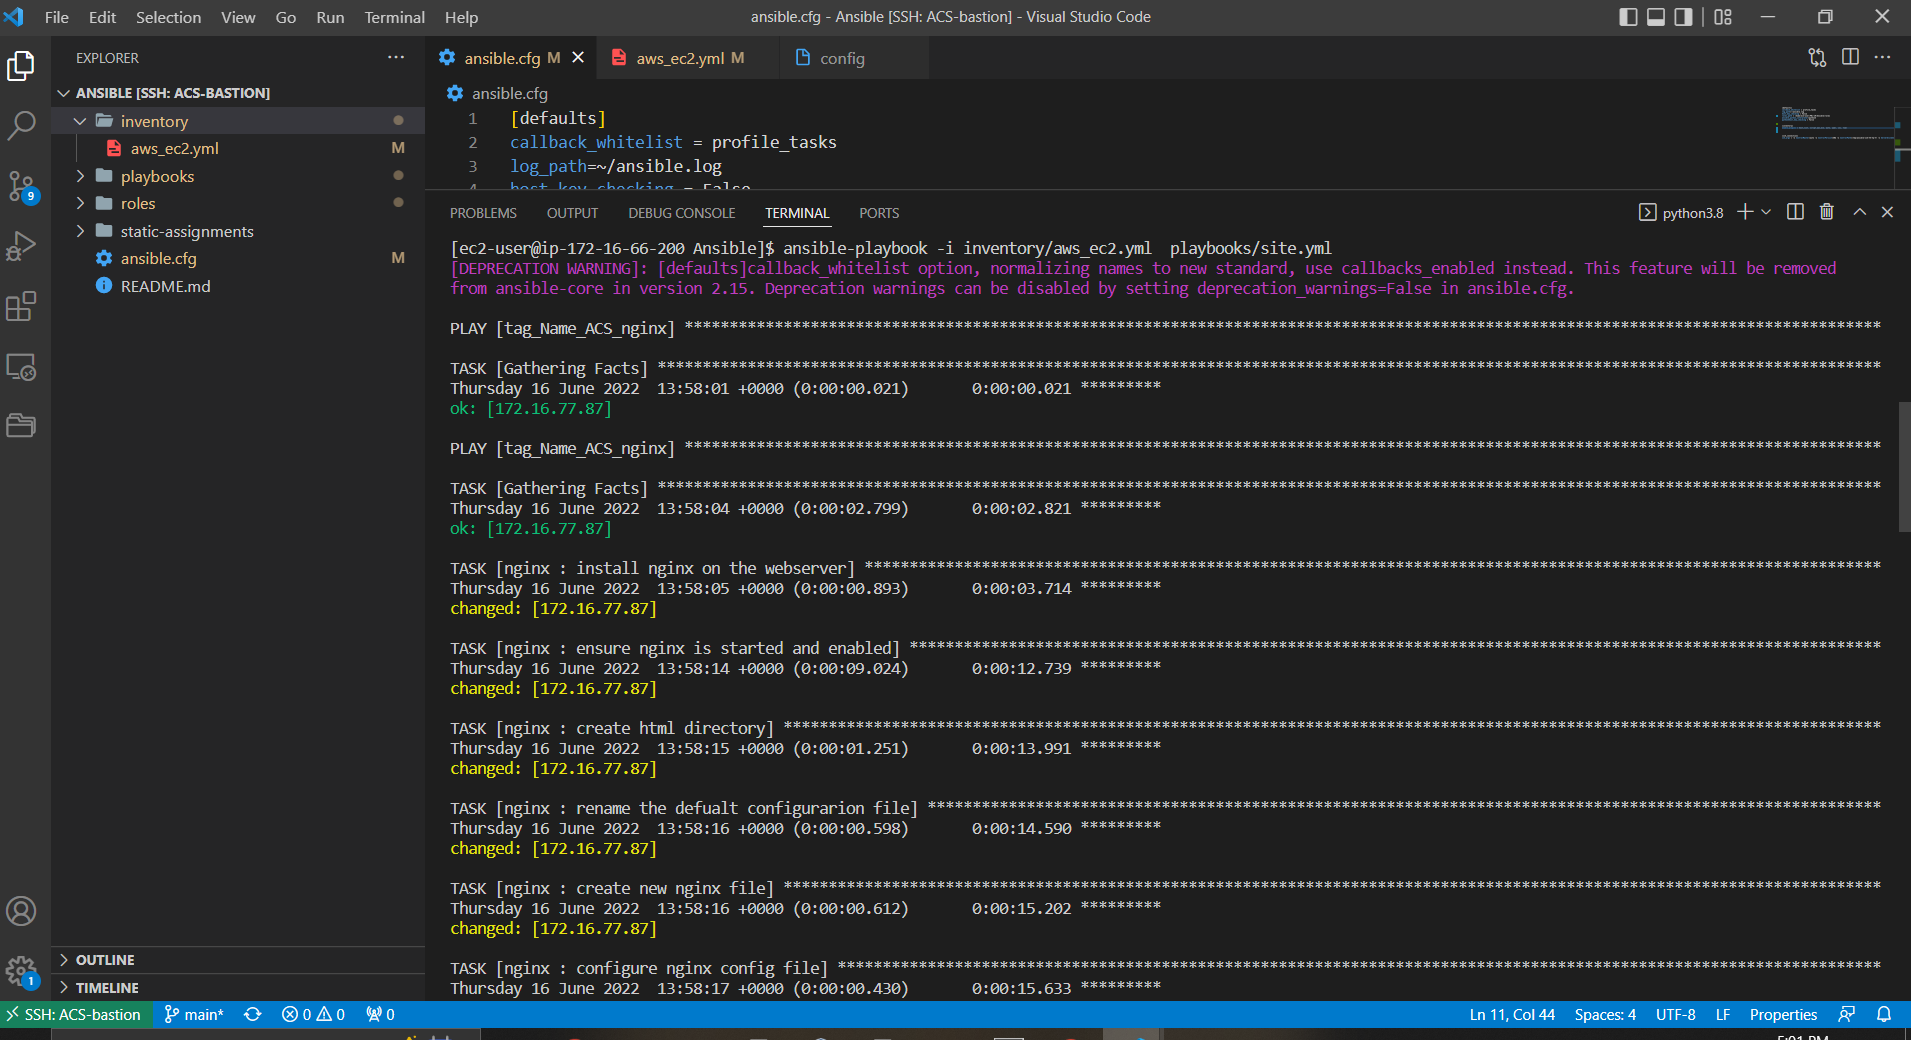 File Edit Selection View Go Run Terminal Help
ansible.cfg - Ansible [SSH: ACS-bastion] - Visual Studio Code
EXPLORER
ANSIBLE [SSH: ACS-BASTION]
inventory
aws_ec2.yml M
playbooks
roles
static-assignments
ansible.cfg M
README.md
OUTLINE
TIMELINE
9
1
ansible.cfg M
aws_ec2.yml M
config
ansible.cfg
1 [defaults]
2 callback_whitelist = profile_tasks
3 log_path=~/ansible.log
4 host_key_checking = False
PROBLEMS OUTPUT DEBUG CONSOLE TERMINAL PORTS
python3.8
[ec2-user@ip-172-16-66-200 Ansible]$ ansible-playbook -i inventory/aws_ec2.yml  playbooks/site.yml
[DEPRECATION WARNING]: [defaults]callback_whitelist option, normalizing names to new standard, use callbacks_enabled instead. This feature will be removed
from ansible-core in version 2.15. Deprecation warnings can be disabled by setting deprecation_warnings=False in ansible.cfg.
PLAY [tag_Name_ACS_nginx] *************************************************************************************************************************************
TASK [Gathering Facts] ****************************************************************************************************************************************
Thursday 16 June 2022  13:58:01 +0000 (0:00:00.021)       0:00:00.021 *********
ok: [172.16.77.87]
PLAY [tag_Name_ACS_nginx] *************************************************************************************************************************************
TASK [Gathering Facts] ****************************************************************************************************************************************
Thursday 16 June 2022  13:58:04 +0000 (0:00:02.799)       0:00:02.821 *********
ok: [172.16.77.87]
TASK [nginx : install nginx on the webserver] *****************************************************************************************************************
Thursday 16 June 2022  13:58:05 +0000 (0:00:00.893)       0:00:03.714 *********
changed: [172.16.77.87]
TASK [nginx : ensure nginx is started and enabled] ************************************************************************************************************
Thursday 16 June 2022  13:58:14 +0000 (0:00:09.024)       0:00:12.739 *********
changed: [172.16.77.87]
TASK [nginx : create html directory] **************************************************************************************************************************
Thursday 16 June 2022  13:58:15 +0000 (0:00:01.251)       0:00:13.991 *********
changed: [172.16.77.87]
TASK [nginx : rename the defualt configurarion file] **********************************************************************************************************
Thursday 16 June 2022  13:58:16 +0000 (0:00:00.598)       0:00:14.590 *********
changed: [172.16.77.87]
TASK [nginx : create new nginx file] **************************************************************************************************************************
Thursday 16 June 2022  13:58:16 +0000 (0:00:00.612)       0:00:15.202 *********
changed: [172.16.77.87]
TASK [nginx : configure nginx config file] ********************************************************************************************************************
Thursday 16 June 2022  13:58:17 +0000 (0:00:00.430)       0:00:15.633 *********
SSH: ACS-bastion main* 0 0 0 Ln 11, Col 44 Spaces: 4 UTF-8 LF Properties
5:01 PM